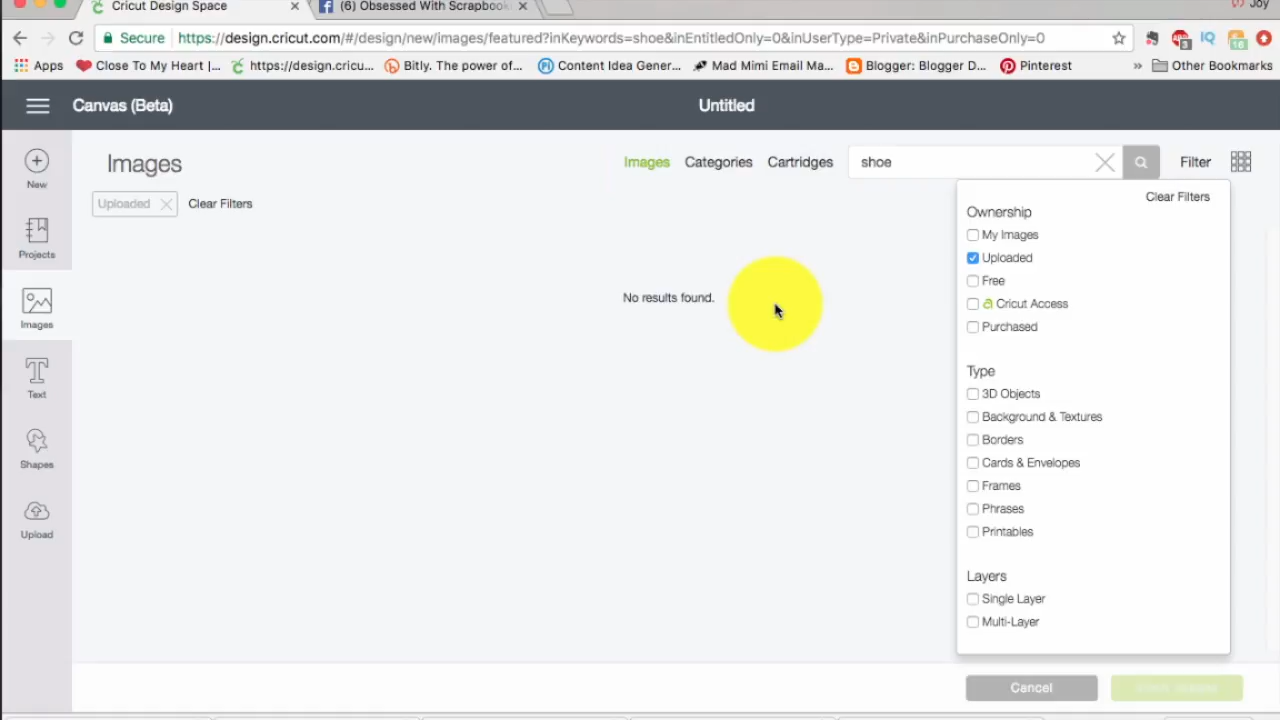 Cricut Design Space
(6) Obsessed With Scrapbook
Joy
Secure https://design.cricut.com/#/design/new/images/featured?inKeywords=shoe&inEntitledOnly=0&inUserType=Private&inPurchaseOnly=0
3
16
Apps Close To My Heart |... https://design.cricu... Bitly. The power of... Content Idea Gener... Mad Mimi Email Ma... Blogger: Blogger D... Pinterest » Other Bookmarks
Canvas (Beta) Untitled
Images Images Categories Cartridges shoe Filter
Uploaded Clear Filters
New
Projects
Images
Text
Shapes
Upload
No results found.
Clear Filters
Ownership
My Images
Uploaded
Free
a Cricut Access
Purchased
Type
3D Objects
Background & Textures
Borders
Cards & Envelopes
Frames
Phrases
Printables
Layers
Single Layer
Multi-Layer
Cancel